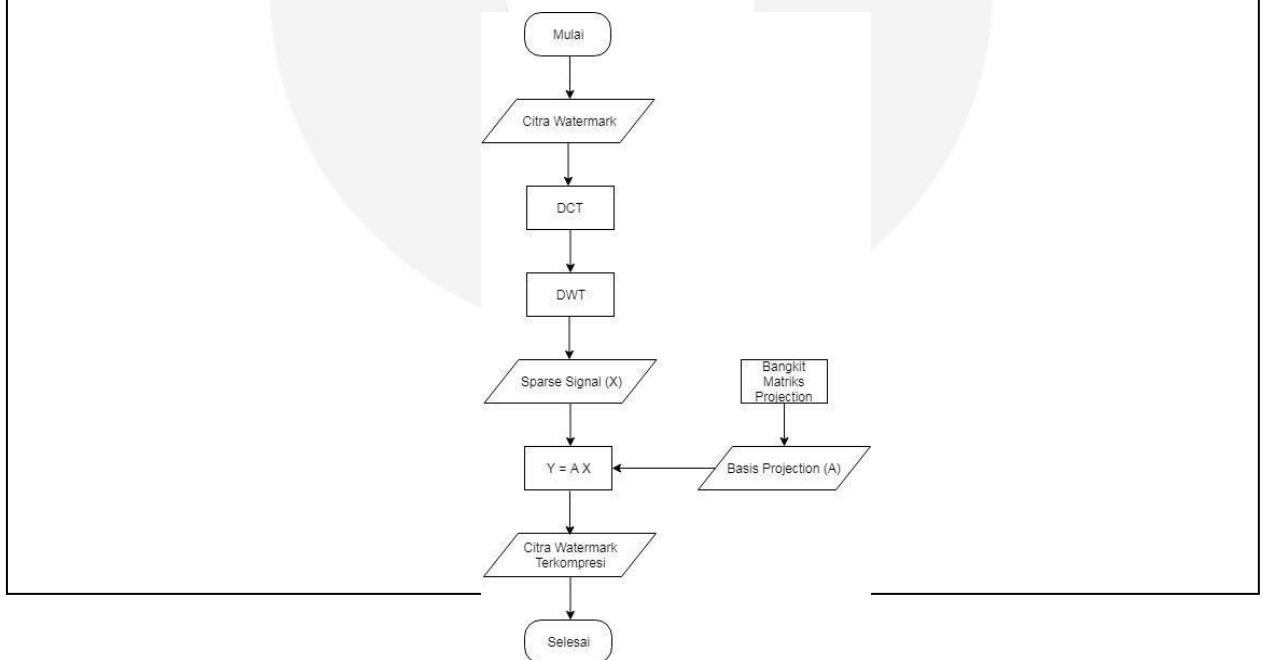 Mulai
Citra Watermark
DCT
DWT
Sparse Signal (X)
Bangkit
Matriks
Projection
Y = A X
Basis Projection (A)
Citra Watermark
Terkompresi
Selesai